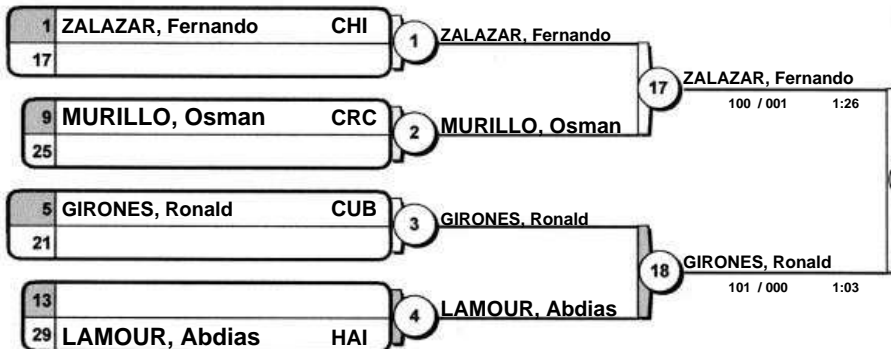 1 ZALAZAR, Fernando CHI
17
1
ZALAZAR, Fernando
9 MURILLO, Osman CRC
25
2
MURILLO, Osman
17
ZALAZAR, Fernando
100 / 001 1:26
5 GIRONES, Ronald CUB
21
3
GIRONES, Ronald
13
29 LAMOUR, Abdias HAI
4
LAMOUR, Abdias
18
GIRONES, Ronald
101 / 000 1:03